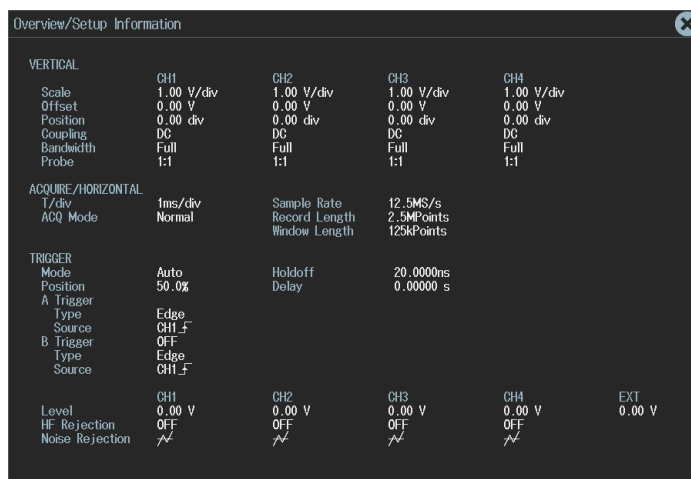 Overview/Setup Information
VERTICAL
CH1 CH2 CH3 CH4
Scale 1.00 V/div 1.00 V/div 1.00 V/div 1.00 V/div
Offset 0.00 V 0.00 V 0.00 V 0.00 V
Position 0.00 div 0.00 div 0.00 div 0.00 div
Coupling DC DC DC DC
Bandwidth Full Full Full Full
Probe 1:1 1:1 1:1 1:1
ACQUIRE/HORIZONTAL
T/div 1ms/div Sample Rate 12.5MS/s
ACQ Mode Normal Record Length 2.5MPoints
Window Length 125kPoints
TRIGGER
Mode Auto Holdoff 20.0000ns
Position 50.0% Delay 0.00000 s
A Trigger
Type Edge
Source CH1
B Trigger OFF
Type Edge
Source CH1
CH1 CH2 CH3 CH4 EXT
Level 0.00 V 0.00 V 0.00 V 0.00 V 0.00 V
HF Rejection OFF OFF OFF OFF
Noise Rejection